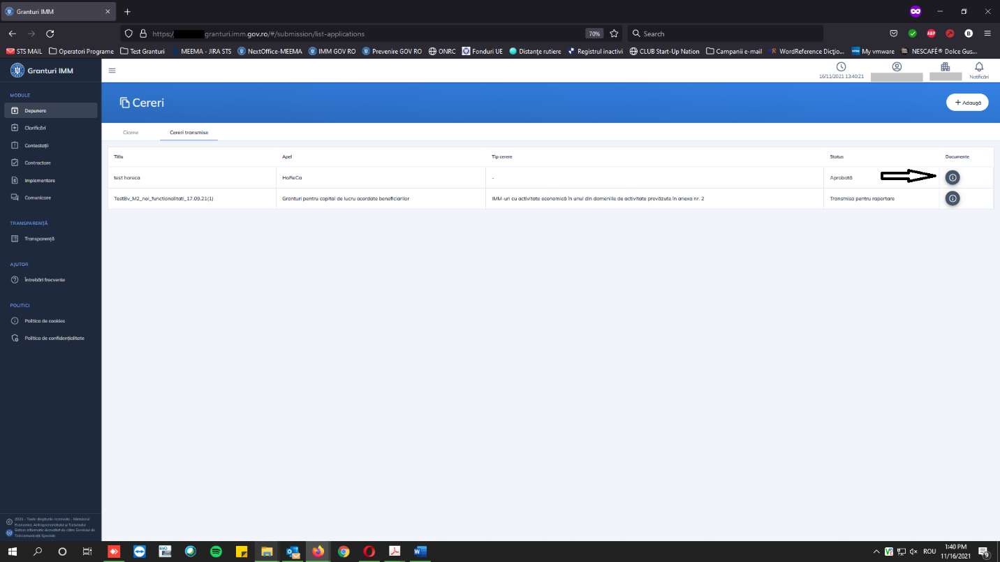 Granturi IMM
https:/ granturi.imm.gov.ro/#/submission/list-applications
70%
Search
STS MAIL
Operatori Programe
Test Granturi
MEEMA - JIRA STS
NextOffice-MEEMA
IMM GOV RO
Prevenire GOV RO
ONRC
Fonduri UE
Distanțe rutiere
Registrul inactivi
CLUB Start-Up Nation
Campanii e-mail
WordReference Dicţio...
My vmware
NESCAFÉ® Dolce Gus...
Granturi IMM
16/11/2021 13:40:21
Notificări
MODULE
Depunere
Clarificări
Contestații
Contractare
Implementare
Comunicare
TRANSPARENȚĂ
Transparență
AJUTOR
Întrebări frecvente
POLITICI
Politica de cookies
Politica de confidențialitate
Cereri
+ Adaugă
Ciorne
Cereri transmise
Titlu
Apel
Tip cerere
Status
Documente
test horeca
HoReCa
-
Aprobată
TestBv_M2_noi_functionalitati_17.09.21(1)
Granturi pentru capital de lucru acordate beneficiarilor
IMM-uri cu activitate economică în unul din domeniile de activitate prevăzute în anexa nr. 2
Transmisa pentru raportare
2021 - Toate drepturile rezervate - Ministerul
Economiei, Antreprenoriatului și Turismului
Sistem informatic dezvoltat de către Serviciul de
Telecomunicații Speciale
ROU
1:40 PM
11/16/2021
9